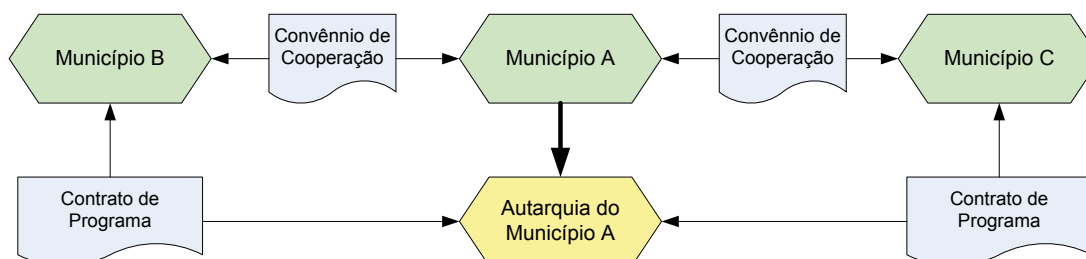 Município B
Convênnio de
Cooperação
Município A
Convênnio de
Cooperação
Município C
Contrato de
Programa
Autarquia do
Município A
Contrato de
Programa